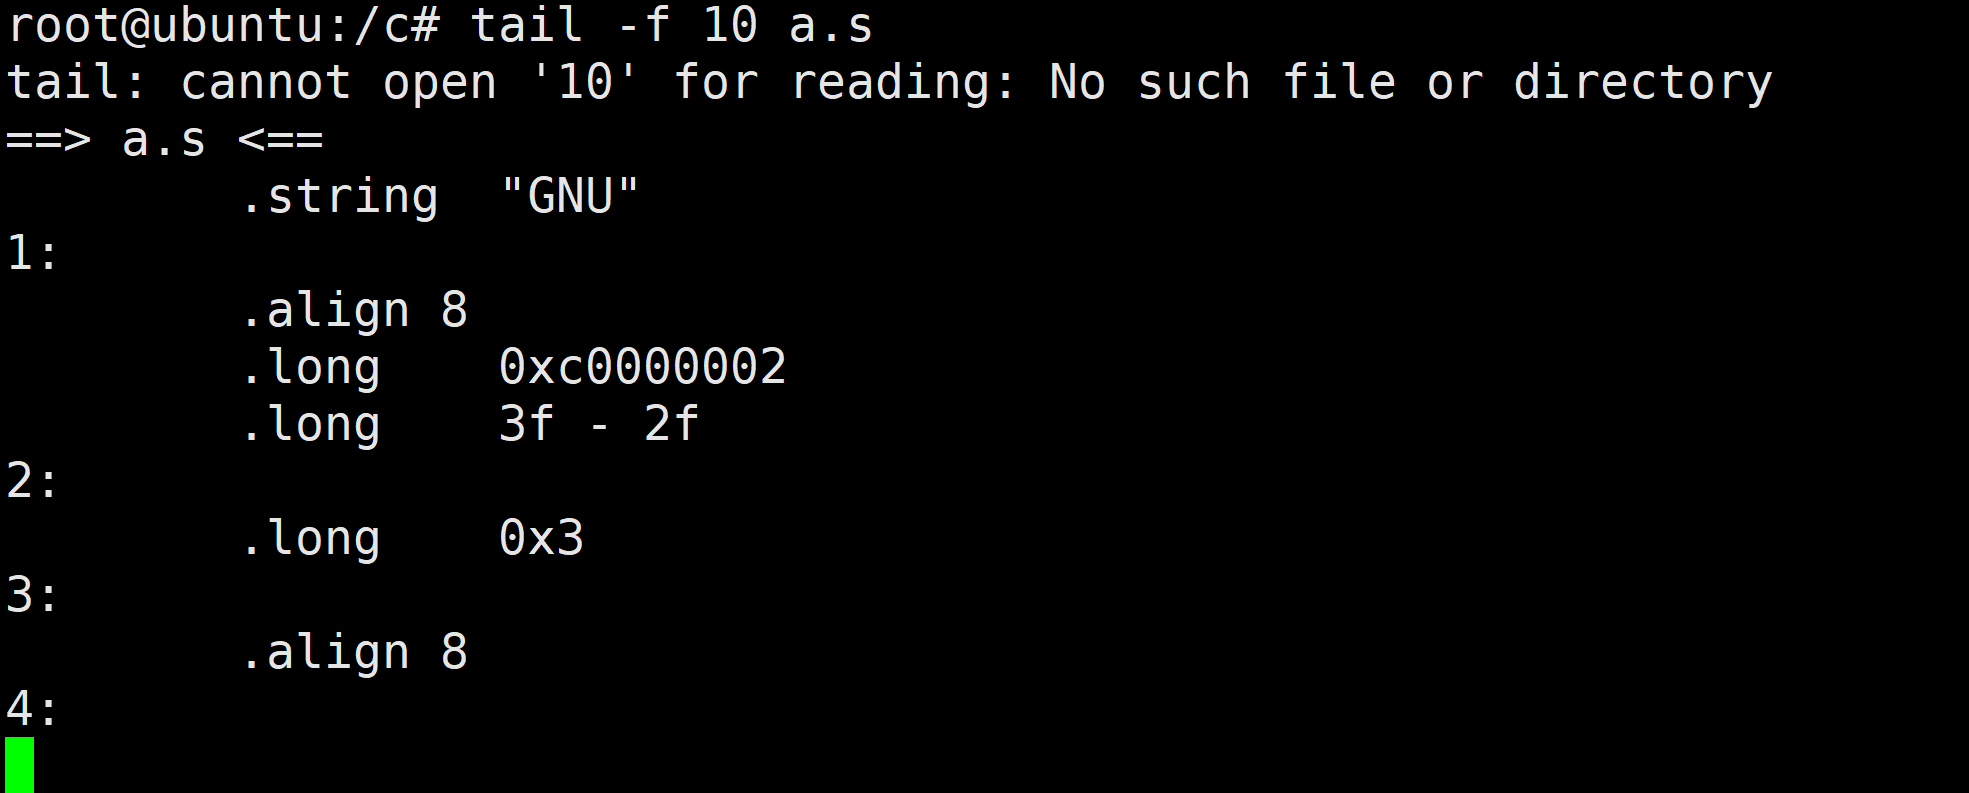 root@ubuntu:/c# tail -f 10 a.s
tail: cannot open '10' for reading: No such file or directory
==> a.s <==
        .string  "GNU"
1:
        .align 8
        .long    0xc0000002
        .long    3f - 2f
2:
        .long    0x3
3:
        .align 8
4: